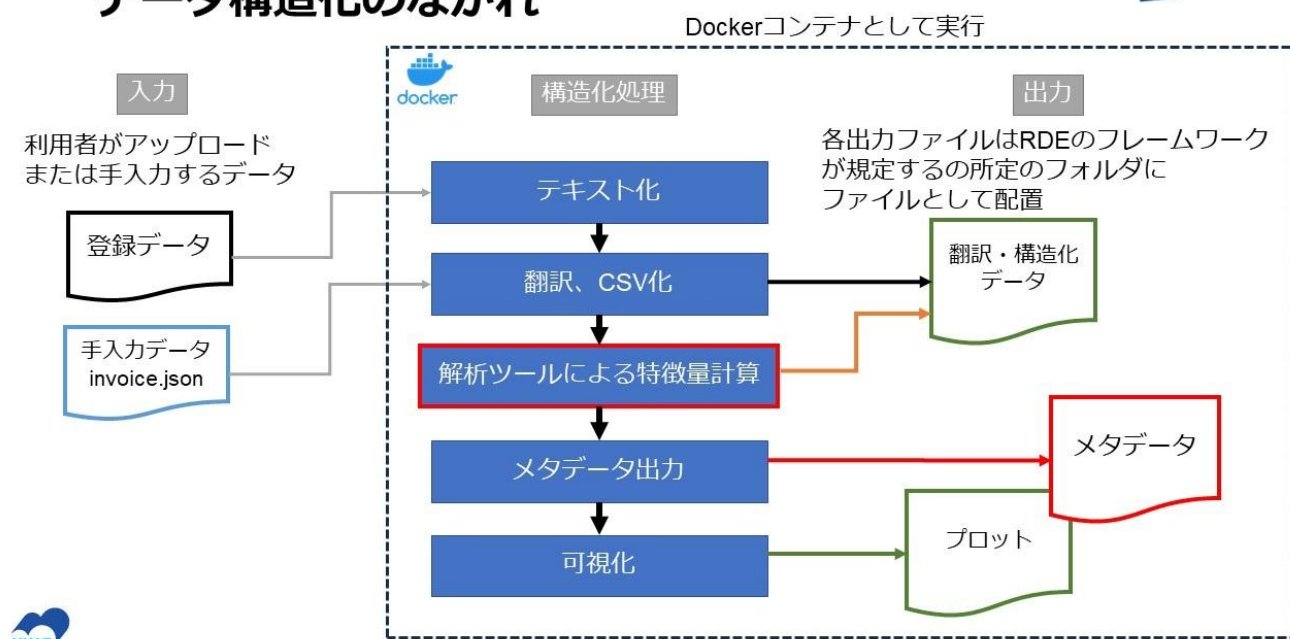 データ構造化のながれ
Dockerコンテナとして実行
docker
入力
構造化処理
出力
利用者がアップロード
または手入力するデータ
各出力ファイルはRDEのフレームワーク
が規定するの所定のフォルダに
ファイルとして配置
登録データ
手入力データ
invoice.json
テキスト化
翻訳、CSV化
解析ツールによる特徴量計算
メタデータ出力
可視化
翻訳・構造化
データ
メタデータ
プロット